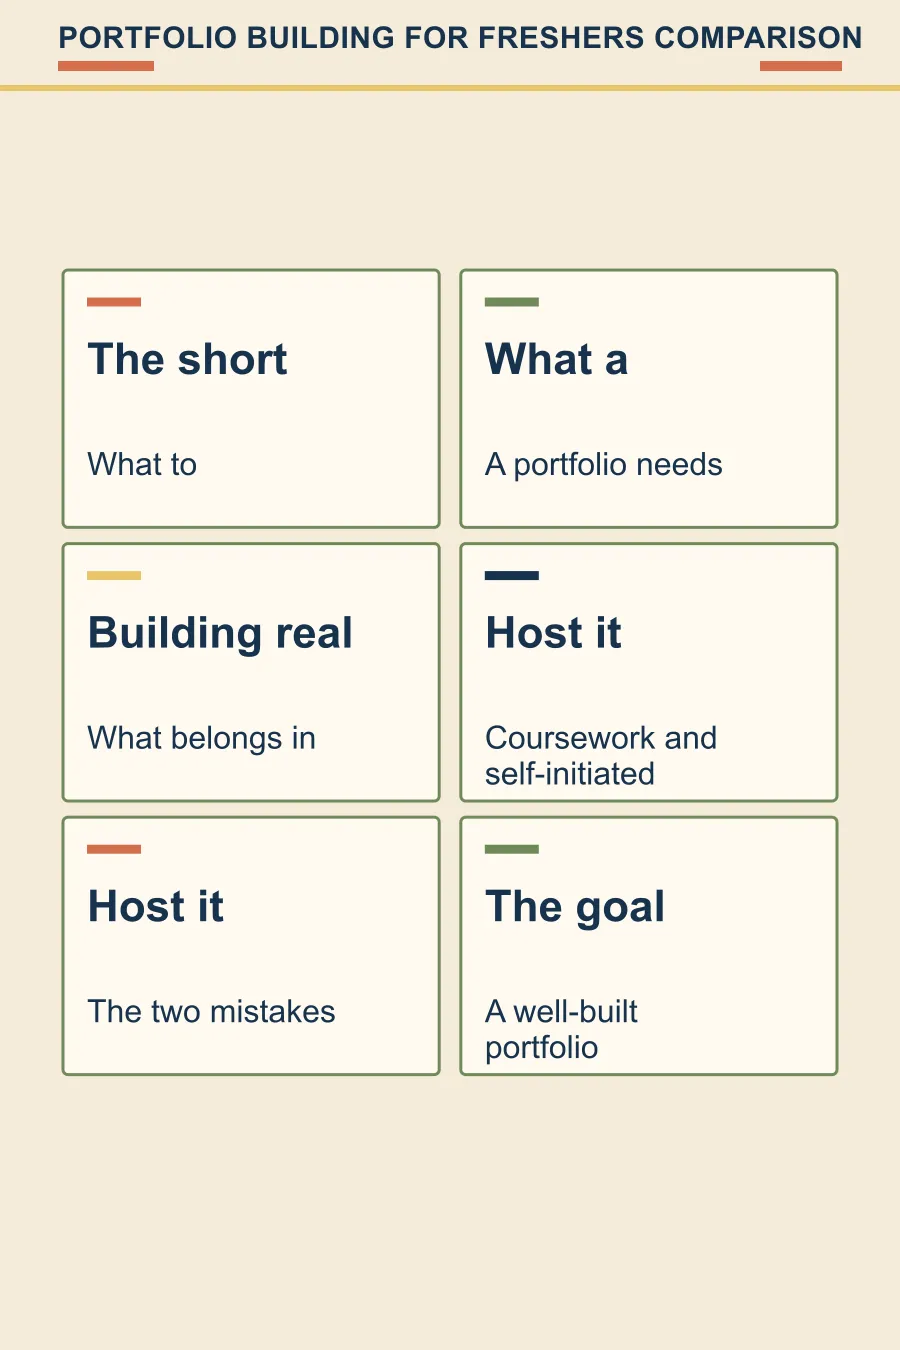 PORTFOLIO BUILDING FOR FRESHERS COMPARISON
The short
What to
What a
A portfolio needs
Building real
What belongs in
Host it
Coursework and
self-initiated
Host it
The two mistakes
The goal
A well-built
portfolio